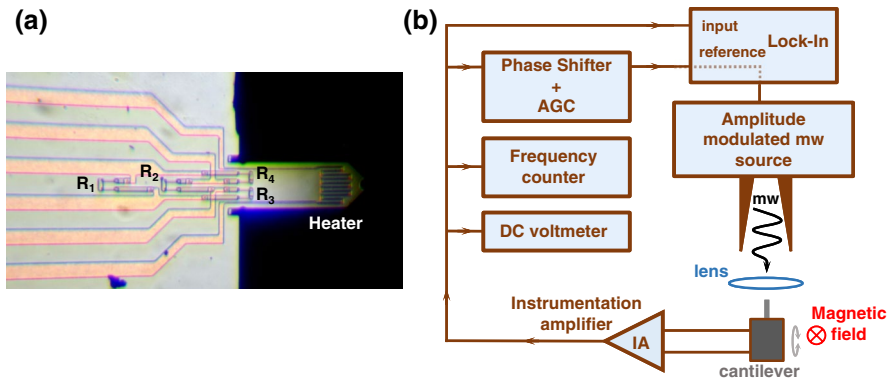 (a)
R1
R2
R4
R3
Heater
(b)
input
Lock-In
reference
Phase Shifter
+
AGC
Amplitude
modulated mw
source
Frequency
counter
mw
DC voltmeter
lens
Instrumentation
amplifier
IA
Magnetic
field
cantilever